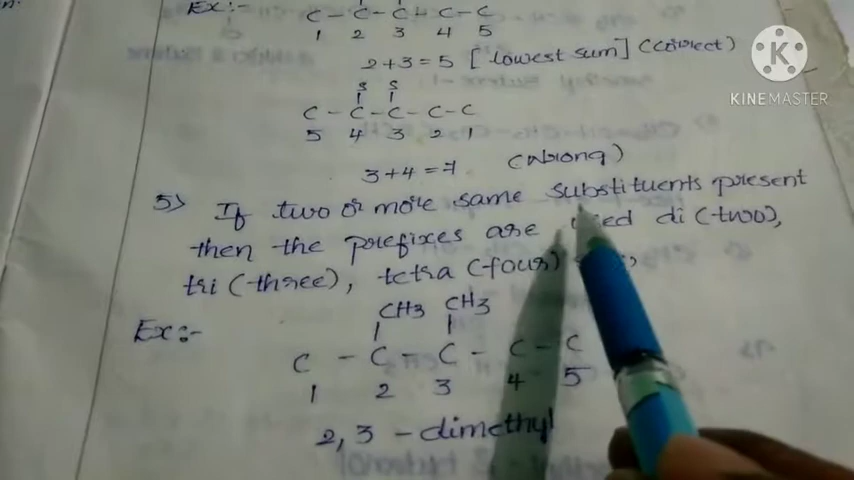 Ex:-
C - C - C + C - C
1 2 3 4 5
2+3=5 [lowest sum] (correct)
S S
C - C - C - C - C
5 4 3 2 1
3+4=7 (Wrong)
5) If two or more same substituents present
then the prefixes are di (-two),
tri (-three), tetra (-four)
CH3 CH3
Ex:-
C - C - C - C - C
1 2 3 4 5
2,3 -dimethyl
K
KINEMASTER